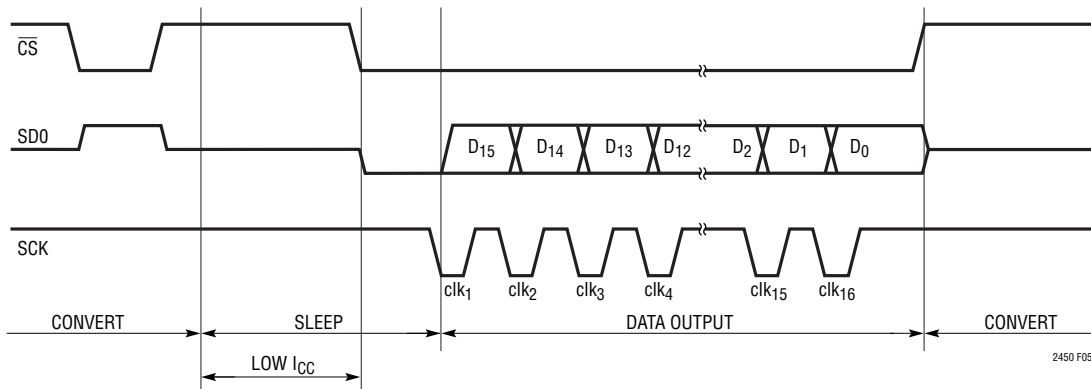 CS
SD0
D15 D14 D13 D12 D2 D1 D0
SCK
clk1 clk2 clk3 clk4 clk15 clk16
CONVERT SLEEP DATA OUTPUT CONVERT
LOW ICC
2450 F05